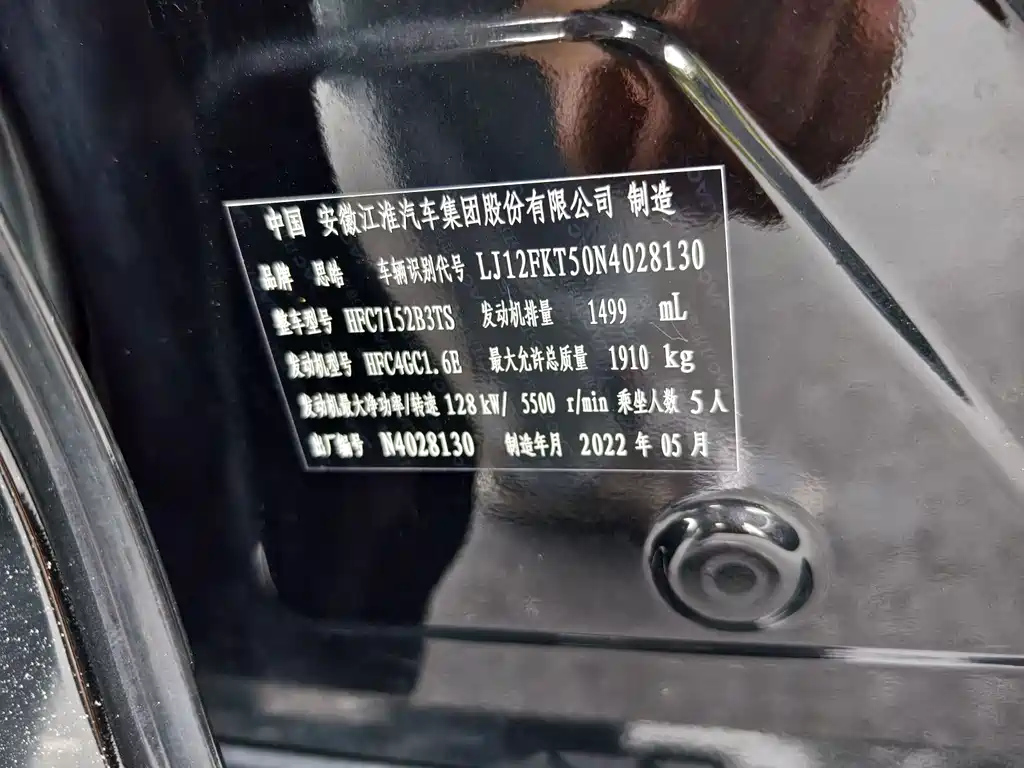 中国 安徽江淮汽车集团股份有限公司 制造
品牌 思皓 车辆识别代号 LJ12FKT50N4028130
整车型号 HFC7152B3TS 发动机排量 1499 mL
发动机型号 HFC4GC1.6E 最大允许总质量 1910 kg
发动机最大净功率/转速 128 kW/ 5500 r/min 乘坐人数 5 人
出厂编号 N4028130 制造年月 2022 年 05 月